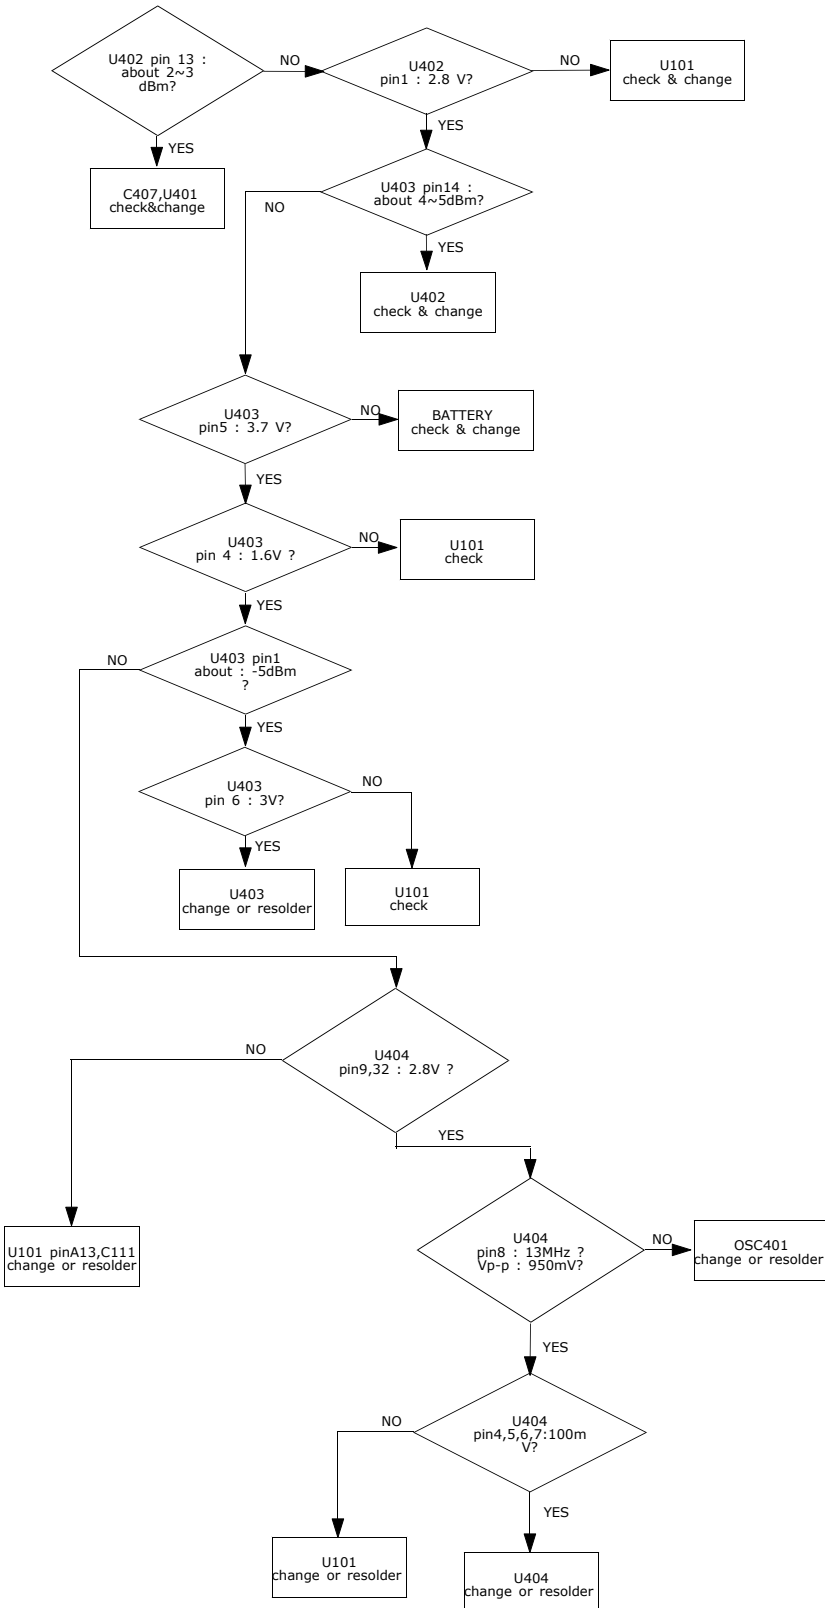 U402 pin 13 :
about 2~3
dBm?
NO
U402
pin1 : 2.8 V?
NO
U101
check & change
YES
C407,U401
check&change
YES
U403 pin14 :
about 4~5dBm?
NO
YES
U402
check & change
U403
pin5 : 3.7 V?
NO
BATTERY
check & change
YES
U403
pin 4 : 1.6V ?
NO
U101
check
YES
U403 pin1
about : -5dBm
?
NO
YES
U403
pin 6 : 3V?
NO
YES
U403
change or resolder
U101
check
U404
pin9,32 : 2.8V ?
NO
YES
U101 pinA13,C111
change or resolder
U404
pin8 : 13MHz ?
Vp-p : 950mV?
NO
OSC401
change or resolder
YES
U404
pin4,5,6,7:100m
V?
NO
YES
U101
change or resolder
U404
change or resolder